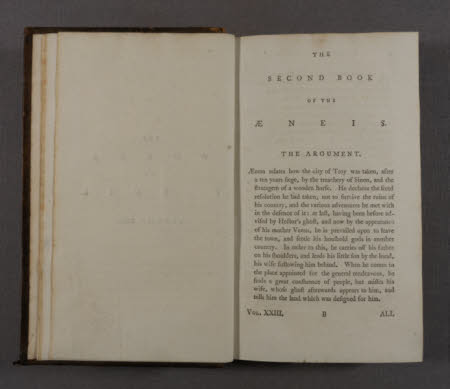 THE
SECOND BOOK
OF THE
ÆNEIS.
THE ARGUMENT.
Æneas relates how the city of Troy was taken, after
a ten years siege, by the treachery of Sinon, and the
stratagem of a wooden horse. He declares the fixed
resolution he had taken, not to survive the ruins of
his country, and the various adventures he met with
in the defence of it: at last, having been before ad-
vised by Hector's ghost, and now by the appearance
of his mother Venus, he is prevailed upon to leave
the town, and settle his houshold gods in another
country. In order to this, he carries off his father
on his shoulders, and leads his little son by the hand,
his wife following him behind. When he comes to
the place appointed for the general rendezvous, he
finds a great confluence of people, but misses his
wife, whose ghost afterwards appears to him, and
tells him the land which was designed for him.
Vol. XXIII. B ALL